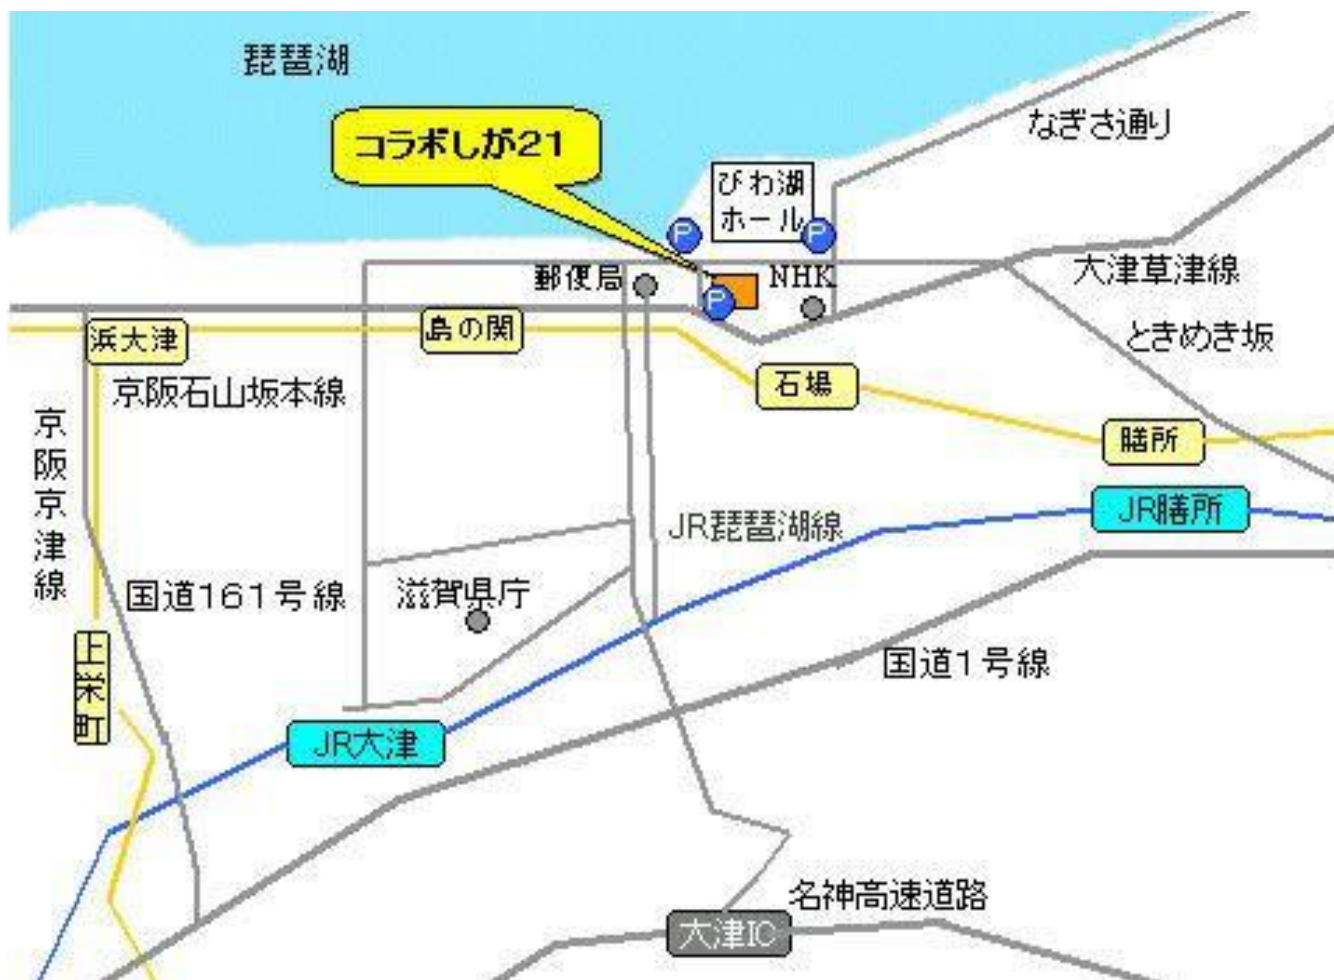 琵琶湖
コラボしが21
なぎさ通り
びわ湖
ホール
P
P
郵便局
NHK
P
大津草津線
浜大津
島の関
ときめき坂
京阪石山坂本線
石場
京阪京津線
膳所
JR膳所
JR琵琶湖線
国道161号線
滋賀県庁
上栄町
国道1号線
JR大津
名神高速道路
大津IC